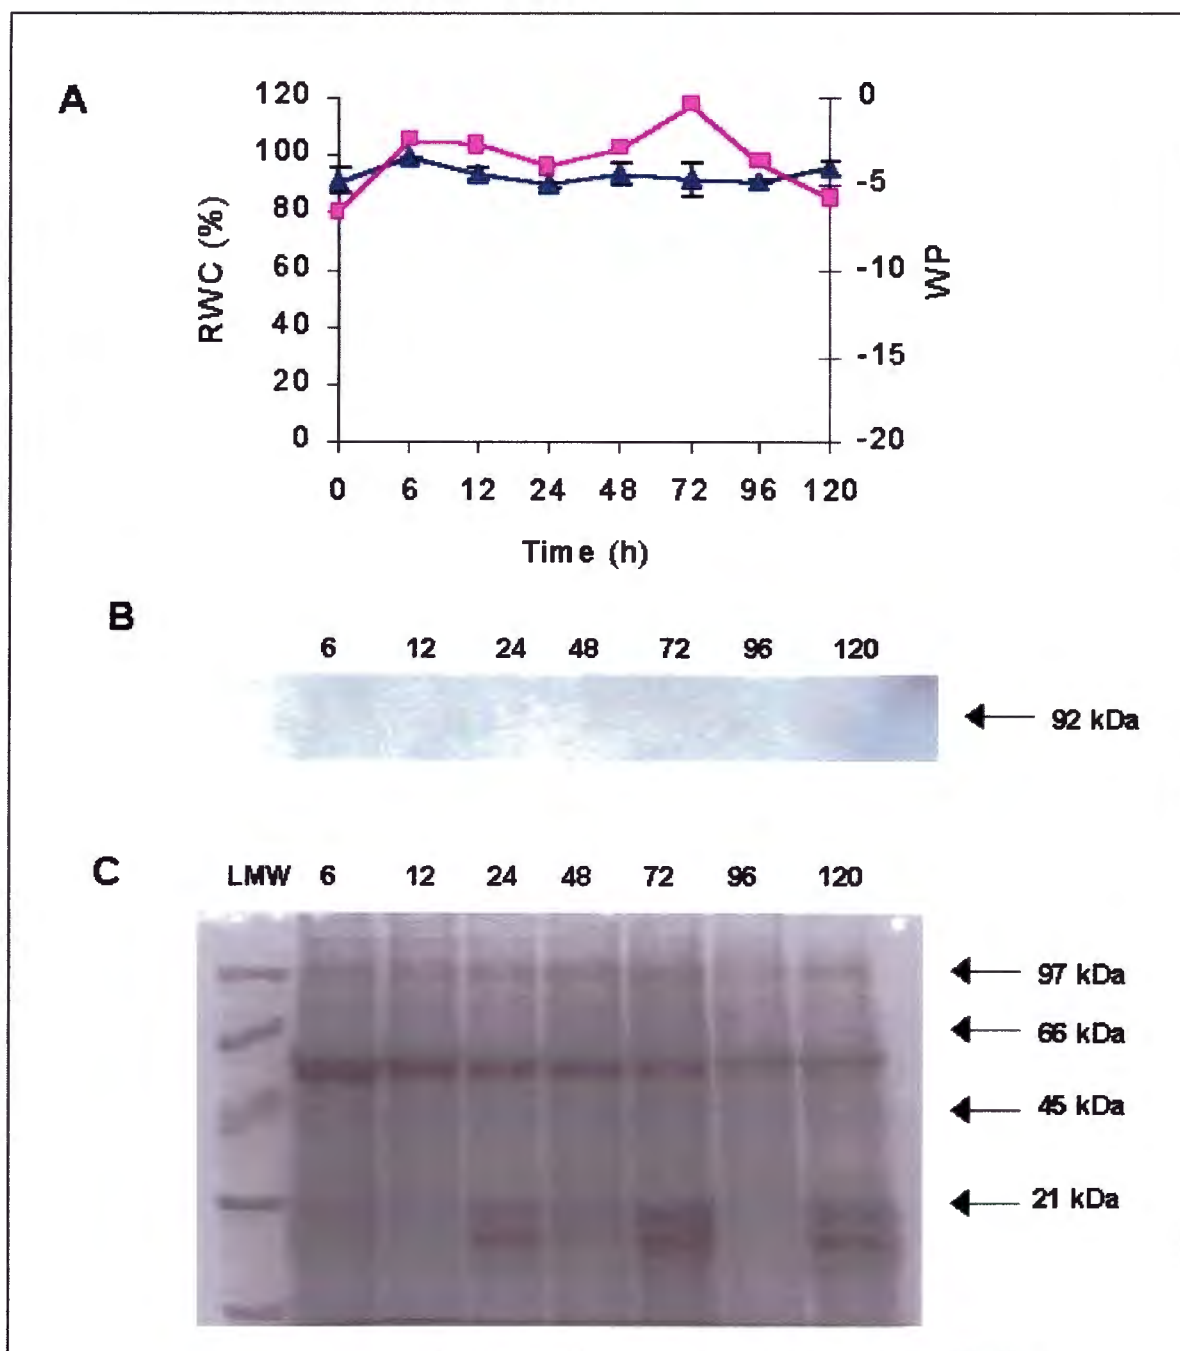 A
120
100
80
60
40
20
0
RWC (%)
0
-5
-10
-15
-20
WP
0 6 12 24 48 72 96 120
Time (h)
B
6 12 24 48 72 96 120
92 kDa
C
LMW 6 12 24 48 72 96 120
97 kDa
66 kDa
45 kDa
21 kDa